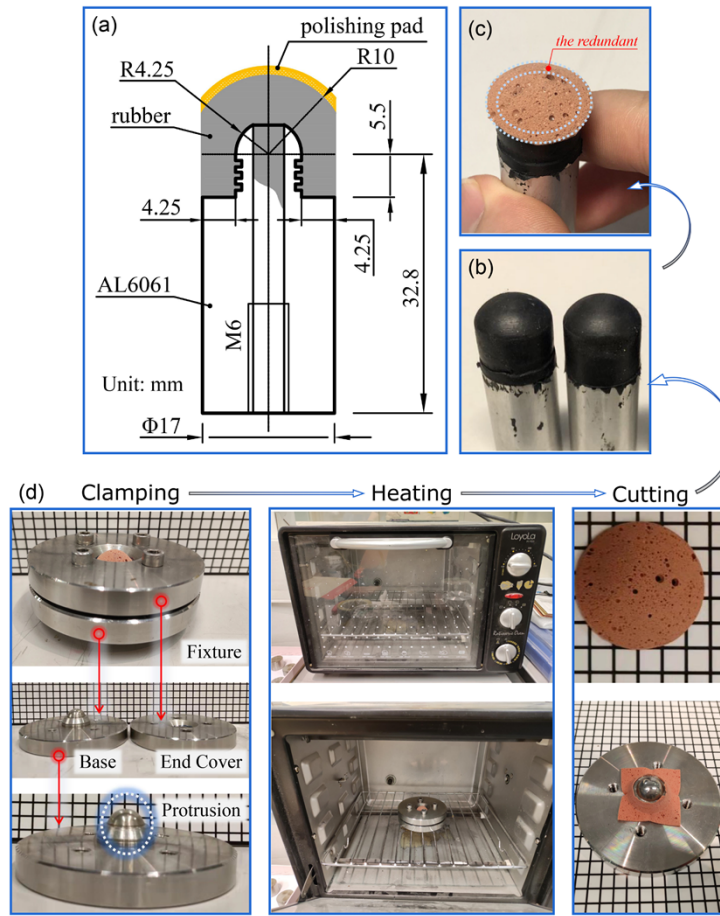 (a)
polishing pad
R4.25
R10
rubber
5.5
4.25
4.25
32.8
AL6061
M6
Unit: mm
Φ17
(c)
the redundant
(b)
(d)
Clamping
Heating
Cutting
Fixture
Base
End Cover
Protrusion
Loyola